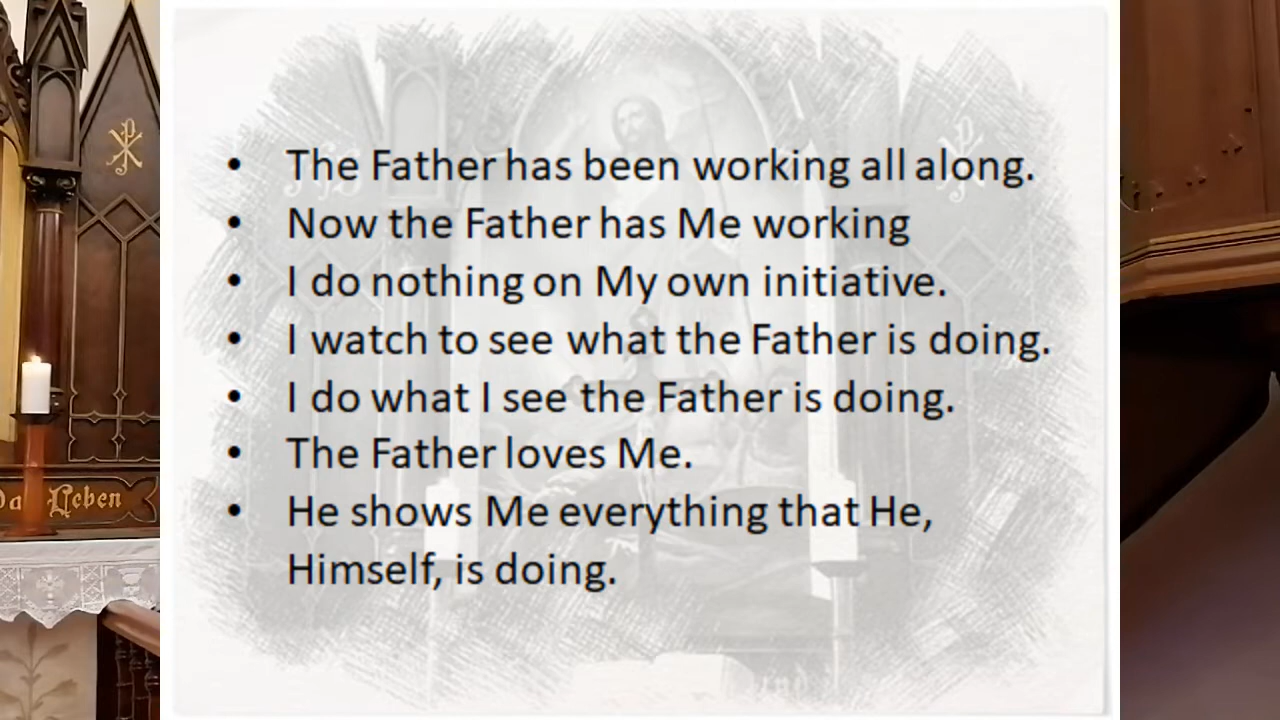 • The Father has been working all along.
• Now the Father has Me working
• I do nothing on My own initiative.
• I watch to see what the Father is doing.
• I do what I see the Father is doing.
• The Father loves Me.
• He shows Me everything that He,
Himself, is doing.
Leben